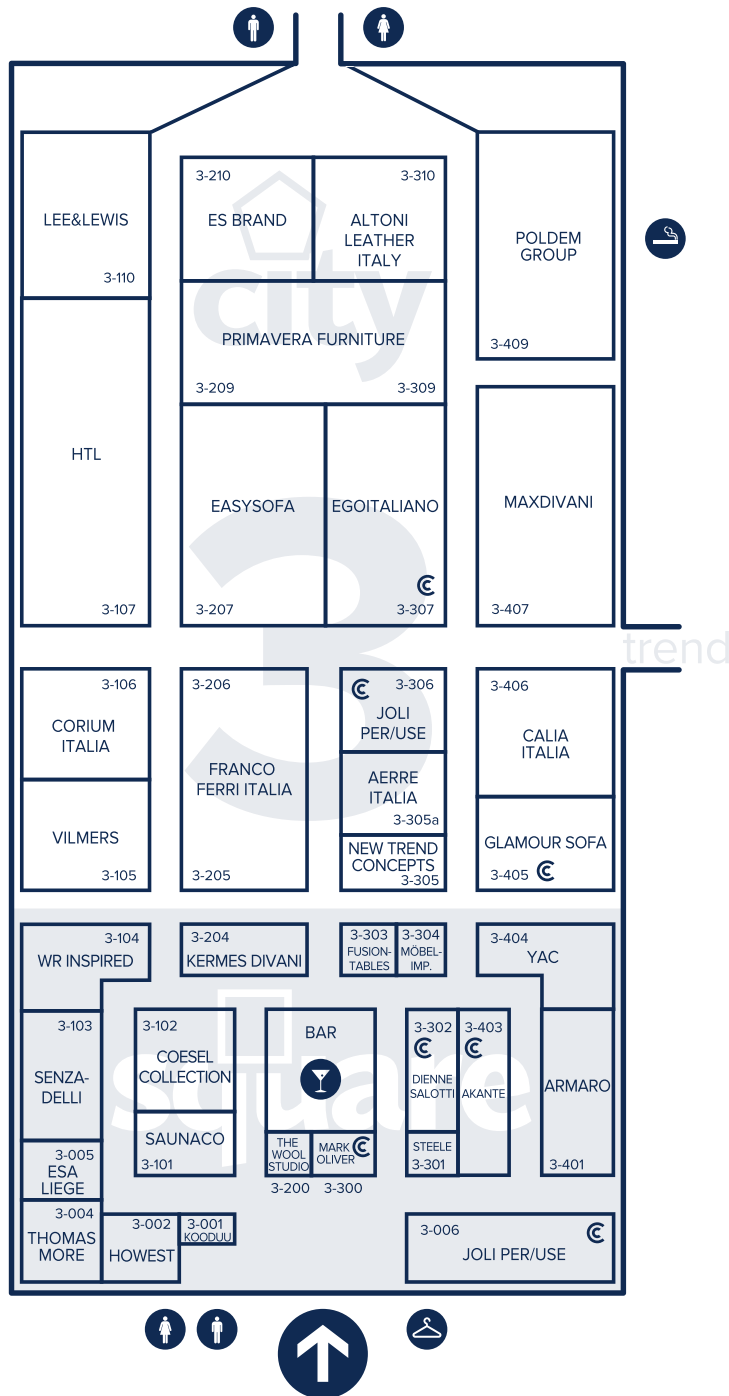 3-210
3-310
LEE&LEWIS
ES BRAND
ALTONI
LEATHER
ITALY
POLDEM
GROUP
3-110
city
PRIMAVERA FURNITURE
3-409
3-209
3-309
HTL
EASYSOFA
EGOITALIANO
MAXDIVANI
3
3-107
3-207
3-307
3-407
trend
3-106
3-206
3-306
3-406
CORIUM
ITALIA
JOLI
PER/USE
CALIA
ITALIA
FRANCO
FERRI ITALIA
AERRE
ITALIA
3-305a
VILMERS
NEW TREND
CONCEPTS
GLAMOUR SOFA
3-105
3-205
3-305
3-405
3-104
WR INSPIRED
3-204
KERMES DIVANI
3-303
FUSION-
TABLES
3-304
MÖBEL-
IMP.
3-404
YAC
3-103
SENZA-
DELLI
3-102
COESEL
COLLECTION
BAR
3-302
DIENNE
SALOTTI
3-403
AKANTE
ARMARO
square
SAUNACO
3-101
THE
WOOL
STUDIO
3-200
MARK
OLIVER
3-300
STEELE
3-301
3-401
3-005
ESA
LIEGE
3-004
THOMAS
MORE
3-002
HOWEST
3-001
KOODUU
3-006
JOLI PER/USE